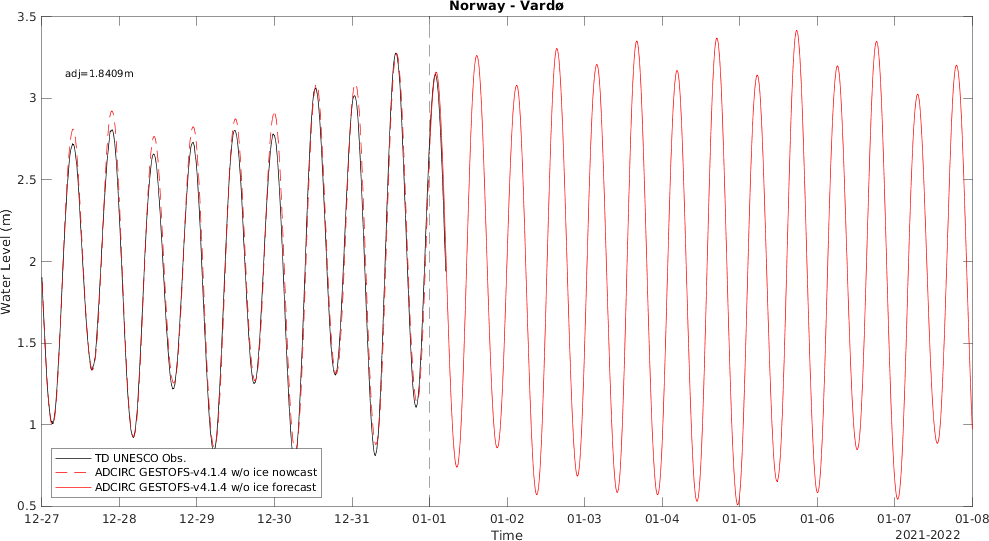 Norway - Vardø
3.5
adj=1.8409m
3
2.5
2
1.5
1
0.5
Water Level (m)
TD UNESCO Obs.
ADCIRC GESTOFS-v4.1.4 w/o ice nowcast
ADCIRC GESTOFS-v4.1.4 w/o ice forecast
12-27 12-28 12-29 12-30 12-31 01-01 01-02 01-03 01-04 01-05 01-06 01-07 01-08
Time
2021-2022